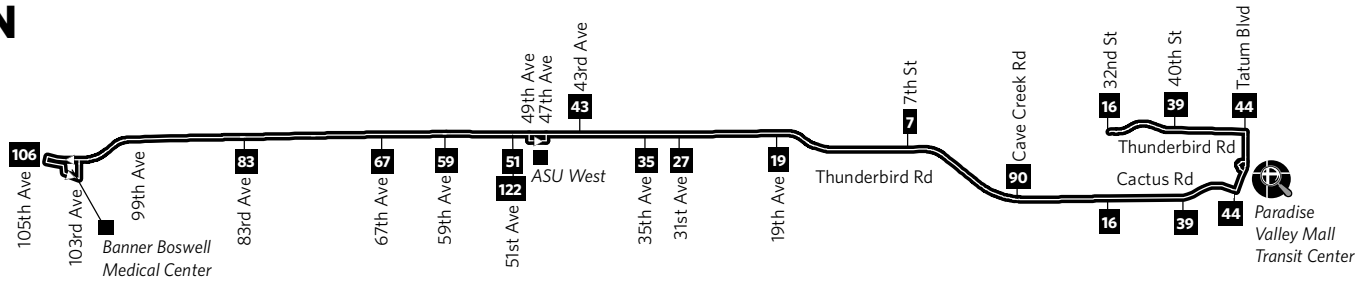 N
106
105th Ave
103rd Ave
Banner Boswell
Medical Center
99th Ave
83
83rd Ave
67
67th Ave
59
59th Ave
51
122
51st Ave
49th Ave
47th Ave
ASU West
43rd Ave
43
35
35th Ave
27
31st Ave
19
19th Ave
Thunderbird Rd
7th St
7
Cave Creek Rd
90
32nd St
16
40th St
39
Tatum Blvd
44
Thunderbird Rd
Cactus Rd
16
39
44
Paradise
Valley Mall
Transit Center